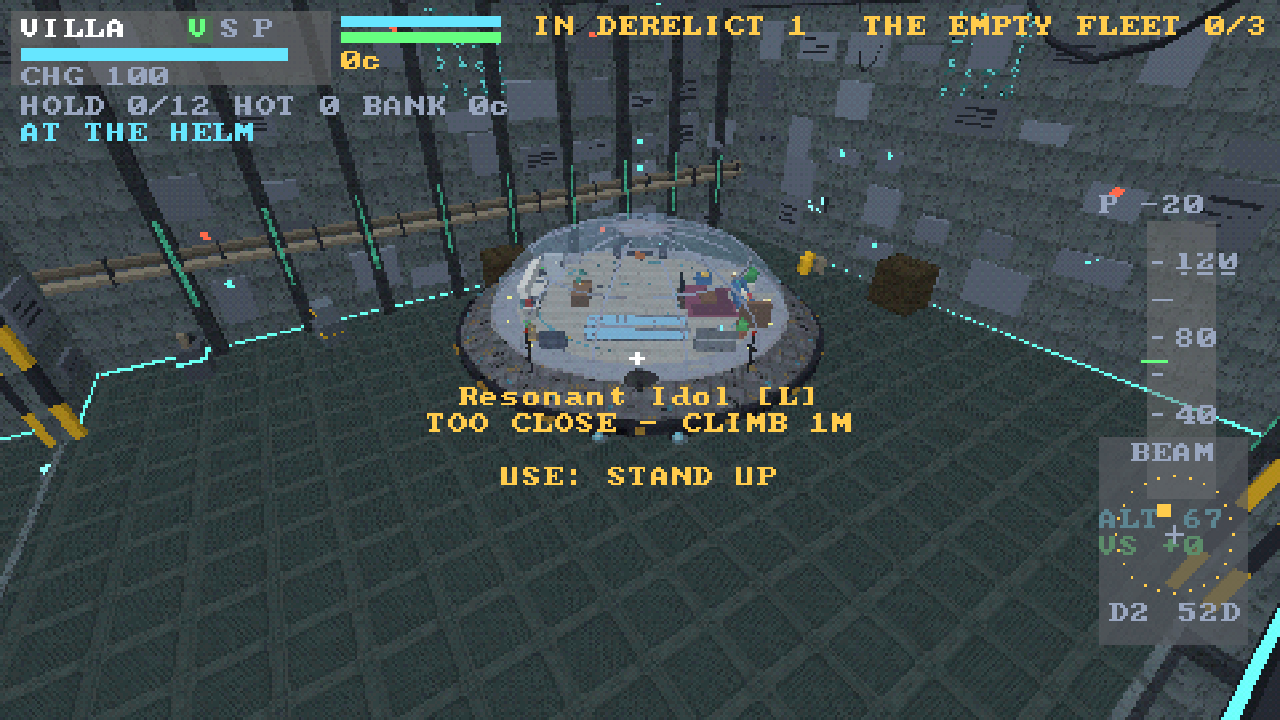 VILLA V S P
CHG 100
HOLD 0/12 HOT 0 BANK 0c
AT THE HELM
0c
IN DERELICT 1 THE EMPTY FLEET 0/3
P -20
120
80
40
Resonant Idol [L]
TOO CLOSE - CLIMB 1M
USE: STAND UP
BEAM
ALT 67
VS +0
D2 52D